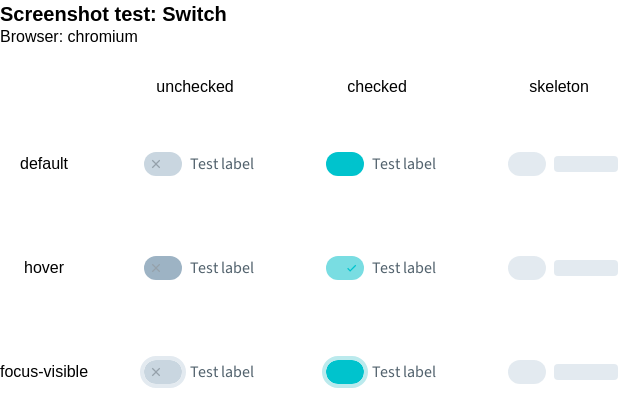 Screenshot test: Switch
Browser: chromium
unchecked checked skeleton
default Test label Test label
hover Test label Test label
focus-visible Test label Test label